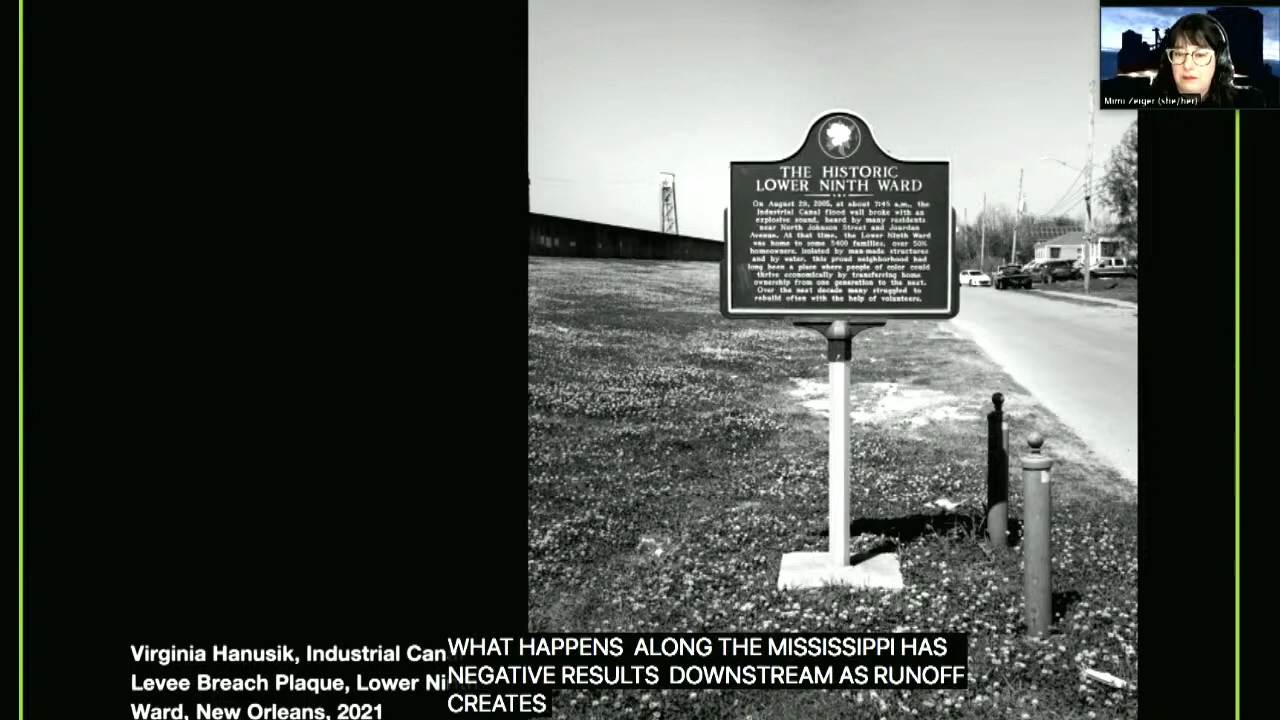 Mimi Zeiger (she/her)
THE HISTORIC
LOWER NINTH WARD
On August 29, 2005, at about 7:45 a.m., the
Industrial Canal flood wall broke with an
explosive sound, heard by many residents
near North Johnson Street and Jourdan
Avenue. At that time, the Lower Ninth Ward
was home to some 5400 families, over 50%
homeowners, isolated by man-made structures
and by water, this proud neighborhood had
long been a place where people of color could
thrive economically by transferring home
ownership from one generation to the next.
Over the next decade many struggled to
rebuild often with the help of volunteers.
Virginia Hanusik, Industrial Can
Levee Breach Plaque, Lower Ni
Ward, New Orleans, 2021
WHAT HAPPENS ALONG THE MISSISSIPPI HAS
NEGATIVE RESULTS DOWNSTREAM AS RUNOFF
CREATES